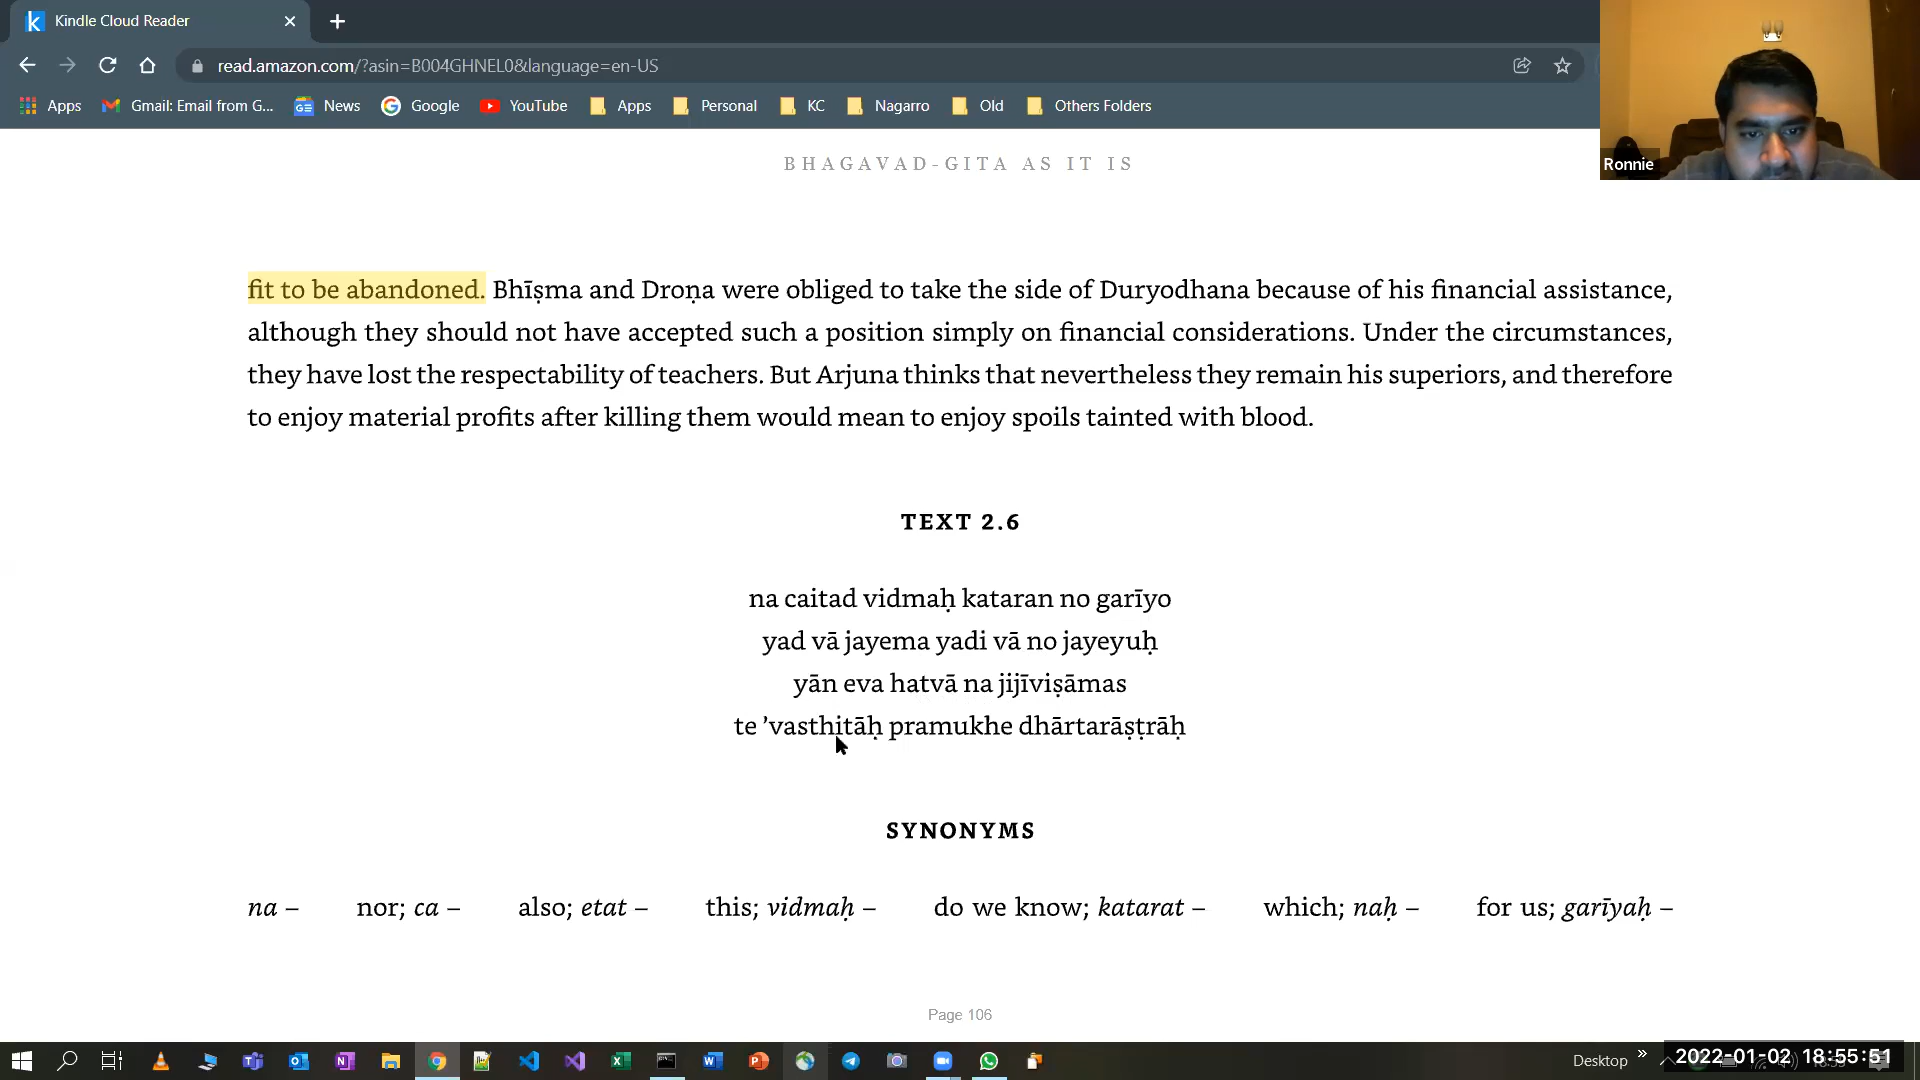 Kindle Cloud Reader
read.amazon.com/?asin=B004GHNEL0&language=en-US
Apps Gmail: Email from G... News Google YouTube Apps Personal KC Nagarro Old Others Folders
Ronnie
BHAGAVAD-GITA AS IT IS
fit to be abandoned. Bhīṣma and Droṇa were obliged to take the side of Duryodhana because of his financial assistance,
although they should not have accepted such a position simply on financial considerations. Under the circumstances,
they have lost the respectability of teachers. But Arjuna thinks that nevertheless they remain his superiors, and therefore
to enjoy material profits after killing them would mean to enjoy spoils tainted with blood.
TEXT 2.6
na caitad vidmaḥ kataran no garīyo
yad vā jayema yadi vā no jayeyuḥ
yān eva hatvā na jijīviṣāmas
te ’vasthitāḥ pramukhe dhārtarāṣṭrāḥ
SYNONYMS
na – nor; ca – also; etat – this; vidmaḥ – do we know; katarat – which; naḥ – for us; garīyaḥ –
Page 106
Desktop » 2022-01-02 18:55:51